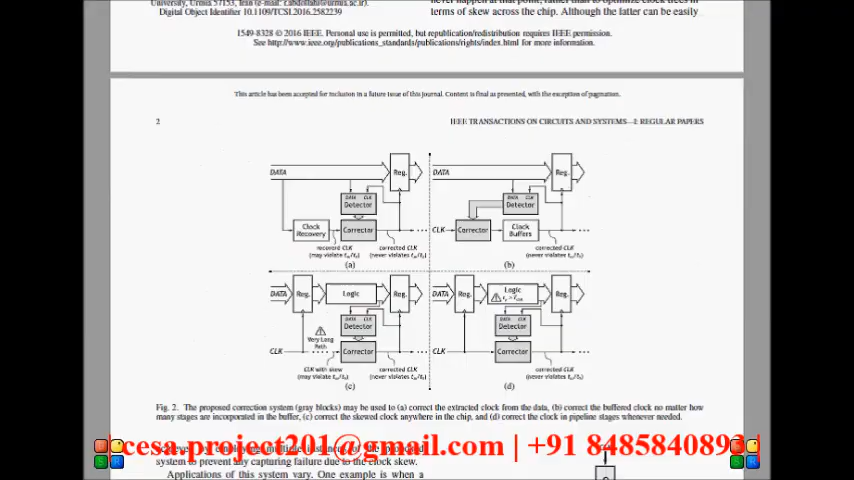 University, Urmia 57153, Iran (e-mail: r.abdollahi@urmia.ac.ir).
Digital Object Identifier 10.1109/TCSI.2016.2582239
never happen at that point, rather than to optimize clock trees in
terms of skew across the chip. Although the latter can be easily
1549-8328 © 2016 IEEE. Personal use is permitted, but republication/redistribution requires IEEE permission.
See http://www.ieee.org/publications_standards/publications/rights/index.html for more information.
This article has been accepted for inclusion in a future issue of this journal. Content is final as presented, with the exception of pagination.
2
IEEE TRANSACTIONS ON CIRCUITS AND SYSTEMS—I: REGULAR PAPERS
DATA
Reg.
DATA CLK
Detector
Clock
Recovery
Corrector
recovered CLK
(may violate tsu/th)
corrected CLK
(never violates tsu/th)
(a)
DATA
Reg.
DATA CLK
Detector
CLK
Corrector
Clock
Buffers
corrected CLK
(never violates tsu/th)
(b)
DATA
Reg.
Logic
Reg.
DATA CLK
Detector
Very Long
Path
CLK
Corrector
CLK with skew
(may violate tsu/th)
corrected CLK
(never violates tsu/th)
(c)
DATA
Reg.
Logic
Reg.
DATA CLK
Detector
CLK
Corrector
corrected CLK
(never violates tsu/th)
(d)
Fig. 2. The proposed correction system (gray blocks) may be used to (a) correct the extracted clock from the data, (b) correct the buffered clock no matter how
many stages are incorporated in the buffer, (c) correct the skewed clock anywhere in the chip, and (d) correct the clock in pipeline stages whenever needed.
| cesa-project201@gmail.com | +91 8485840893 |
system to prevent any capturing failure due to the clock skew.
Applications of this system vary. One example is when a